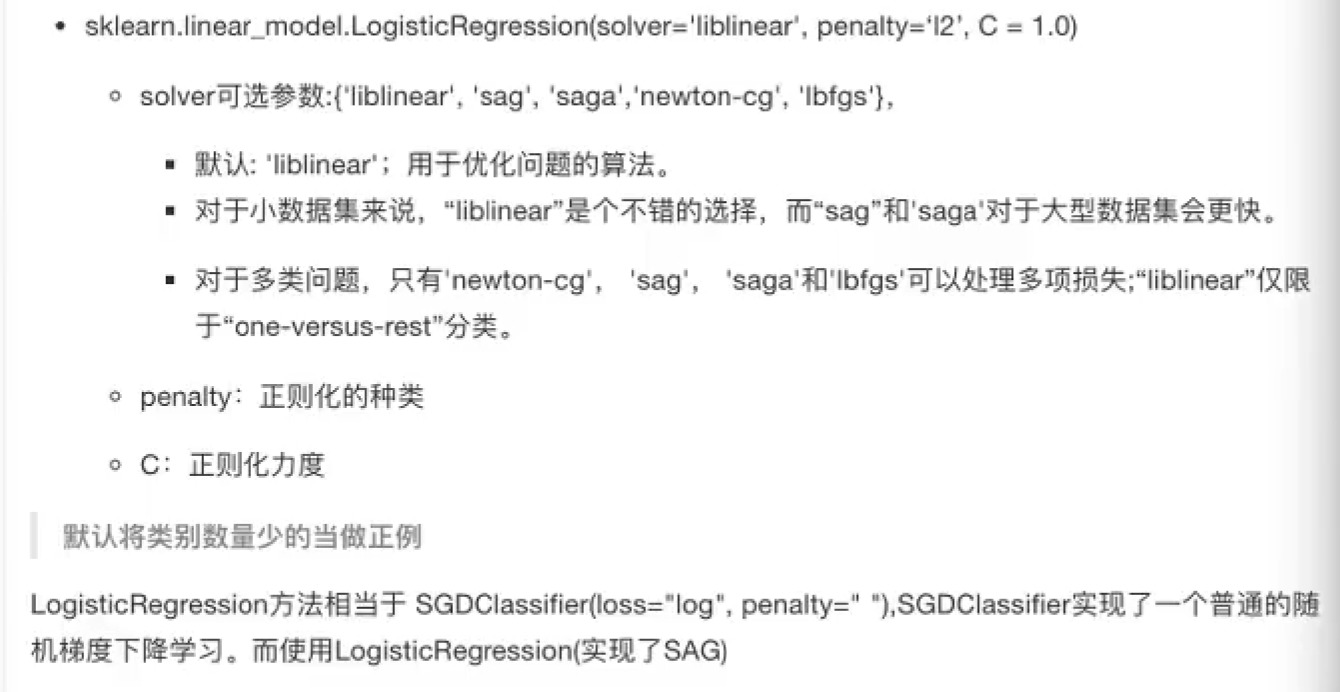 sklearn.linear_model.LogisticRegression(solver='liblinear', penalty=‘l2’, C = 1.0)
solver可选参数:{'liblinear', 'sag', 'saga','newton-cg', 'lbfgs'},
默认: 'liblinear'；用于优化问题的算法。
对于小数据集来说，“liblinear”是个不错的选择，而“sag”和'saga'对于大型数据集会更快。
对于多类问题，只有'newton-cg'， 'sag'， 'saga'和'lbfgs'可以处理多项损失;“liblinear”仅限
于“one-versus-rest”分类。
penalty：正则化的种类
C：正则化力度
默认将类别数量少的当做正例
LogisticRegression方法相当于 SGDClassifier(loss="log", penalty=" "),SGDClassifier实现了一个普通的随
机梯度下降学习。而使用LogisticRegression(实现了SAG)